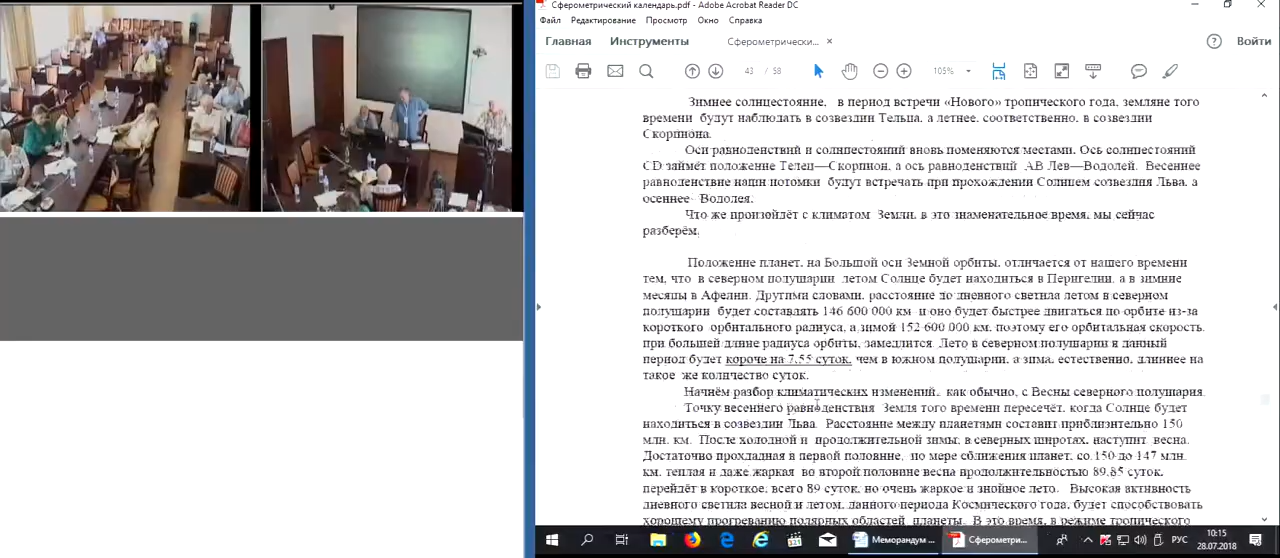 Сферометрический календарь.pdf - Adobe Acrobat Reader DC
Файл Редактирование Просмотр Окно Справка
Главная Инструменты Сферометрически... × Войти
43 / 58 105%
Зимнее солнцестояние, в период встречи «Нового» тропического года, земляне того
времени будут наблюдать в созвездии Тельца, а летнее, соответственно, в созвездии
Скорпиона.
Оси равноденствий и солнцестояний вновь поменяются местами. Ось солнцестояний
CD займёт положение Телец—Скорпион, а ось равноденствий АВ Лев—Водолей. Весеннее
равноденствие наши потомки будут встречать при прохождении Солнцем созвездия Льва, а
осеннее Водолея.
Что же произойдёт с климатом Земли, в это знаменательное время, мы сейчас
разберём.
Положение планет, на Большой оси Земной орбиты, отличается от нашего времени
тем, что в северном полушарии летом Солнце будет находиться в Перигелии, а в зимние
месяцы в Афелии. Другими словами, расстояние до дневного светила летом в северном
полушарии будет составлять 146 600 000 км и оно будет быстрее двигаться по орбите из-за
короткого орбитального радиуса, а зимой 152 600 000 км, поэтому его орбитальная скорость,
при большей длине радиуса орбиты, замедлится. Лето в северном полушарии в данный
период будет короче на 7,55 суток, чем в южном полушарии, а зима, естественно, длиннее на
такое же количество суток.
Начнём разбор климатических изменений, как обычно, с Весны северного полушария.
Точку весеннего равноденствия Земля того времени пересечёт, когда Солнце будет
находиться в созвездии Льва. Расстояние между планетами составит приблизительно 150
млн. км. После холодной и продолжительной зимы, в северных широтах, наступит весна.
Достаточно прохладная в первой половине, по мере сближения планет, со 150 до 147 млн.
км, теплая и даже жаркая во второй половине весна продолжительностью 89,85 суток,
перейдёт в короткое, всего 89 суток, но очень жаркое и знойное лето. Высокая активность
дневного светила весной и летом, данного периода Космического года, будет способствовать
хорошему прогреванию полярных областей планеты. В это время, в режиме тропического
Меморандум ... Сферометри... РУС 10:15
28.07.2018